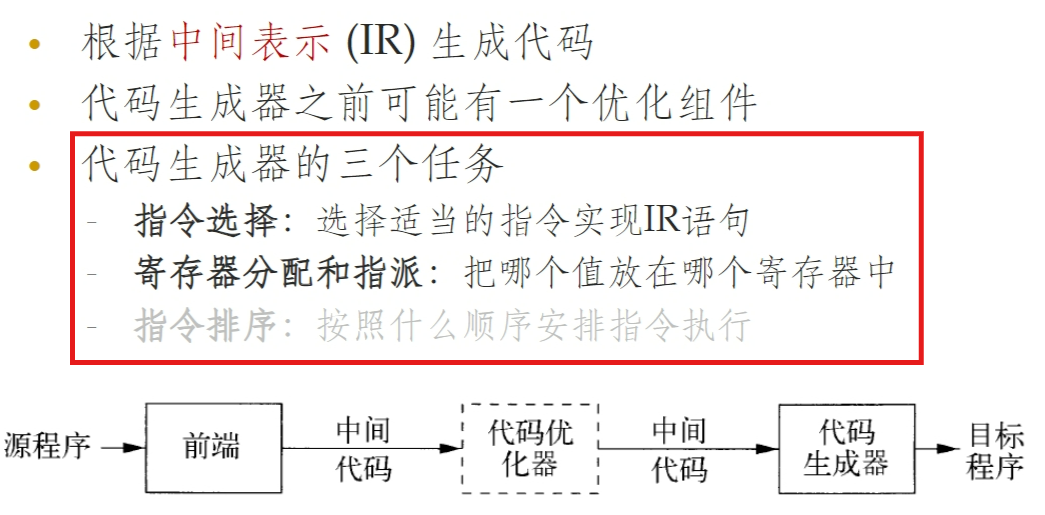 根据中间表示 (IR) 生成代码
代码生成器之前可能有一个优化组件
代码生成器的三个任务
指令选择：选择适当的指令实现IR语句
寄存器分配和指派：把哪个值放在哪个寄存器中
指令排序：按照什么顺序安排指令执行
源程序
前端
中间
代码
代码优
化器
中间
代码
代码
生成器
目标
程序